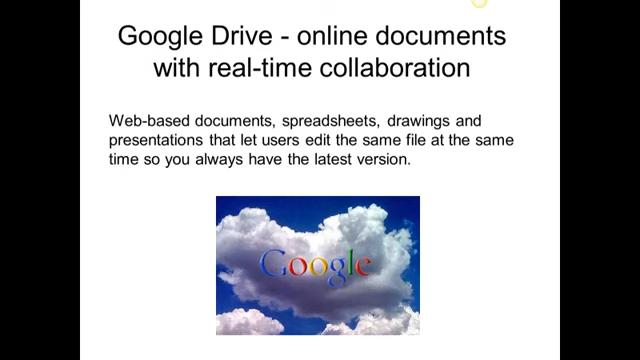 Google Drive - online documents
with real-time collaboration
Web-based documents, spreadsheets, drawings and
presentations that let users edit the same file at the same
time so you always have the latest version.
Google